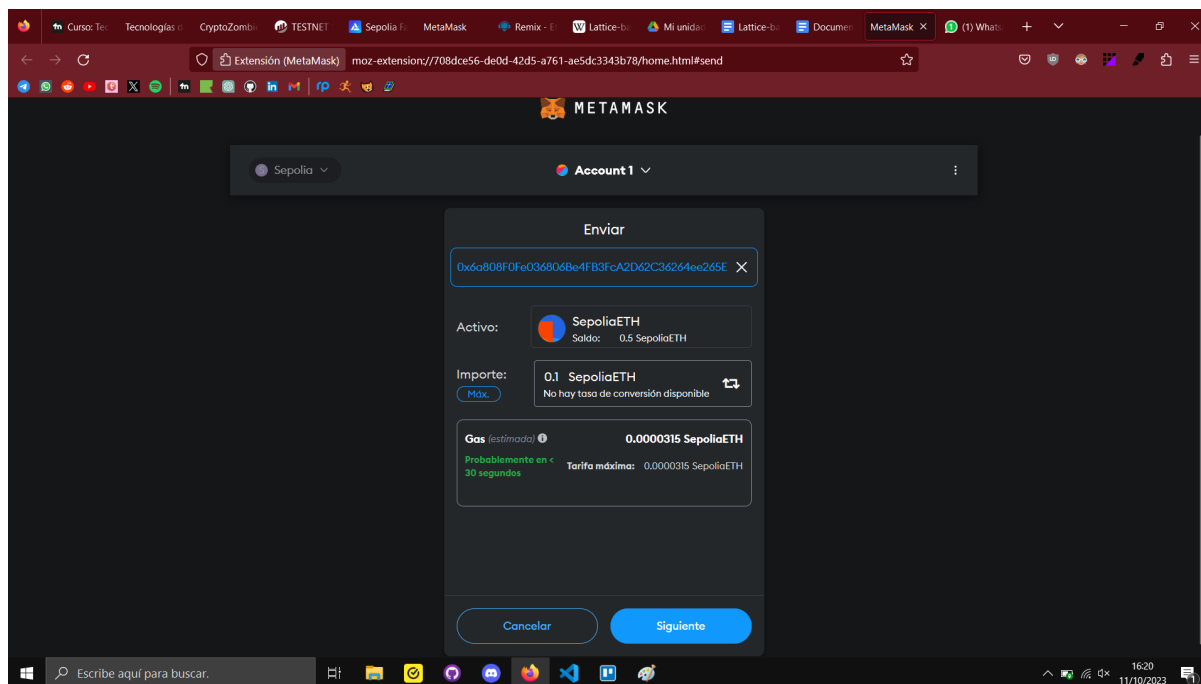 Curso: Tec
Tecnologías d
CryptoZombi
TESTNET
Sepolia Fa
MetaMask
Remix - E
Lattice-ba
Mi unidad
Lattice-ba
Documen
MetaMask
(1) Whats
Extensión (MetaMask)
moz-extension://708dce56-de0d-42d5-a761-ae5dc3343b78/home.html#send
METAMASK
Sepolia
Account 1
Enviar
0x6a808F0Fe036806Be4FB3FcA2D62C36264ee265E
Activo:
SepoliaETH
Saldo: 0.5 SepoliaETH
Importe:
Máx.
0.1 SepoliaETH
No hay tasa de conversión disponible
Gas (estimada)
0.0000315 SepoliaETH
Probablemente en <
30 segundos
Tarifa máxima: 0.0000315 SepoliaETH
Cancelar
Siguiente
Escribe aquí para buscar.
16:20
11/10/2023